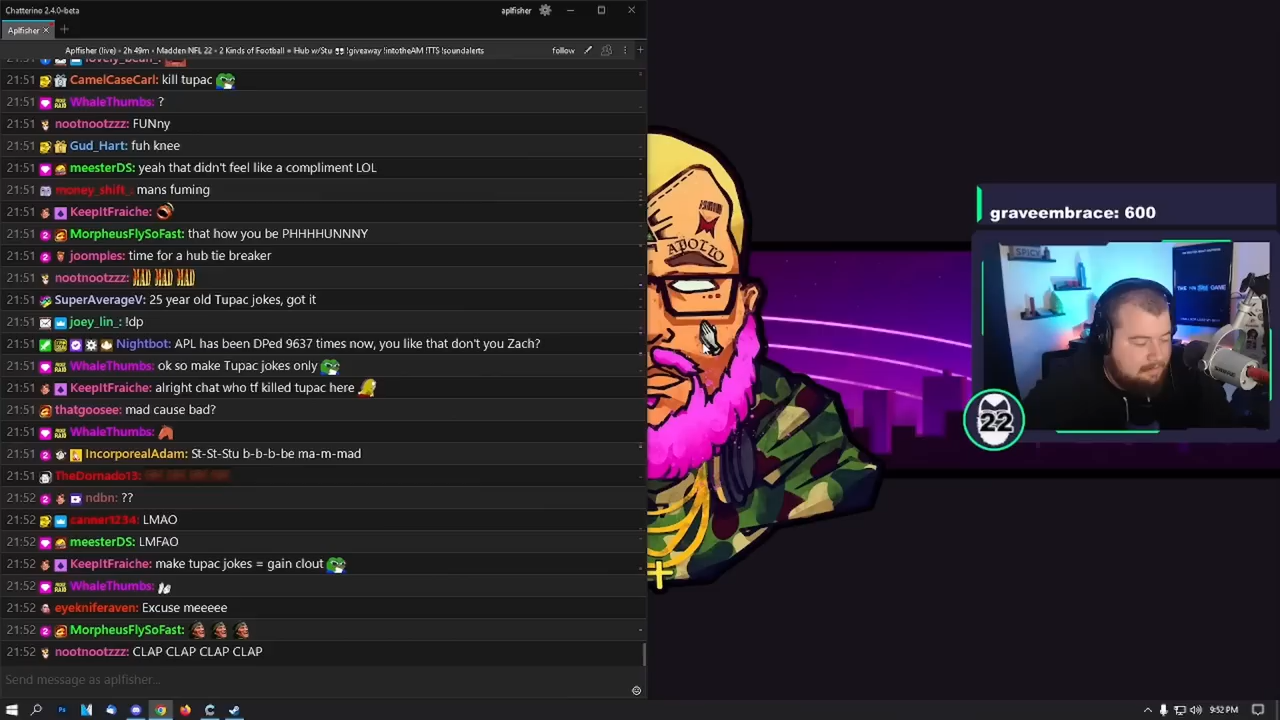 Chatterino 2.4.0-beta
aplfisher
Aplfisher
Aplfisher (live) - 2h 49m - Madden NFL 22 - 2 Kinds of Football = Hub w/Stu 👀 !giveaway !intotheAM !TTS !soundalerts
follow
21:51 lovely_bean_:
21:51 CamelCaseCarl: kill tupac
21:51 WhaleThumbs: ?
21:51 nootnootzzz: FUNny
21:51 Gud_Hart: fuh knee
21:51 meesterDS: yeah that didn't feel like a compliment LOL
21:51 money_shift_: mans fuming
21:51 KeepItFraiche:
21:51 MorpheusFlySoFast: that how you be PHHHHUNNNY
21:51 joomples: time for a hub tie breaker
21:51 nootnootzzz:
21:51 SuperAverageV: 25 year old Tupac jokes, got it
21:51 joey_lin_: !dp
21:51 Nightbot: APL has been DPed 9637 times now, you like that don't you Zach?
21:51 WhaleThumbs: ok so make Tupac jokes only
21:51 KeepItFraiche: alright chat who tf killed tupac here
21:51 thatgoosee: mad cause bad?
21:51 WhaleThumbs:
21:51 IncorporealAdam: St-St-Stu b-b-b-be ma-m-mad
21:51 TheDornado13:
21:52 ndbn: ??
21:52 canner1234: LMAO
21:52 meesterDS: LMFAO
21:52 KeepItFraiche: make tupac jokes = gain clout
21:52 WhaleThumbs:
21:52 eyekniferaven: Excuse meeeee
21:52 MorpheusFlySoFast:
21:52 nootnootzzz: CLAP CLAP CLAP CLAP
Send message as aplfisher...
APOLLO
graveembrace: 600
SPICY
22
9:52 PM